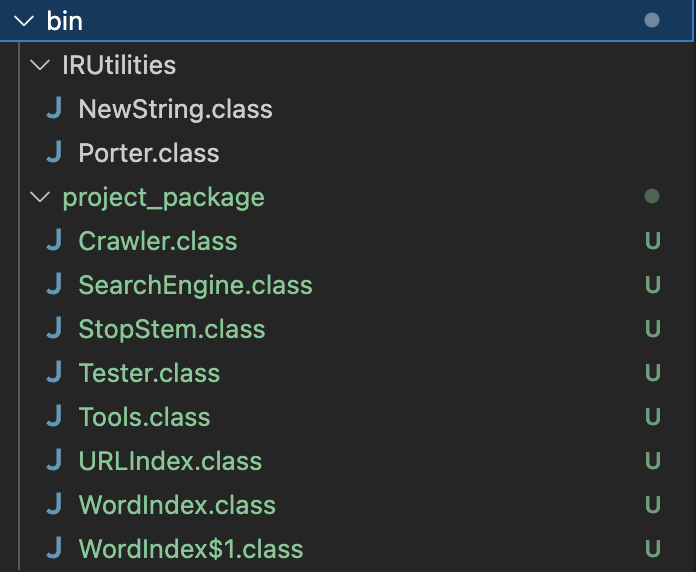 bin
IRUtilities
J NewString.class
J Porter.class
project_package
J Crawler.class U
J SearchEngine.class U
J StopStem.class U
J Tester.class U
J Tools.class U
J URLIndex.class U
J WordIndex.class U
J WordIndex$1.class U